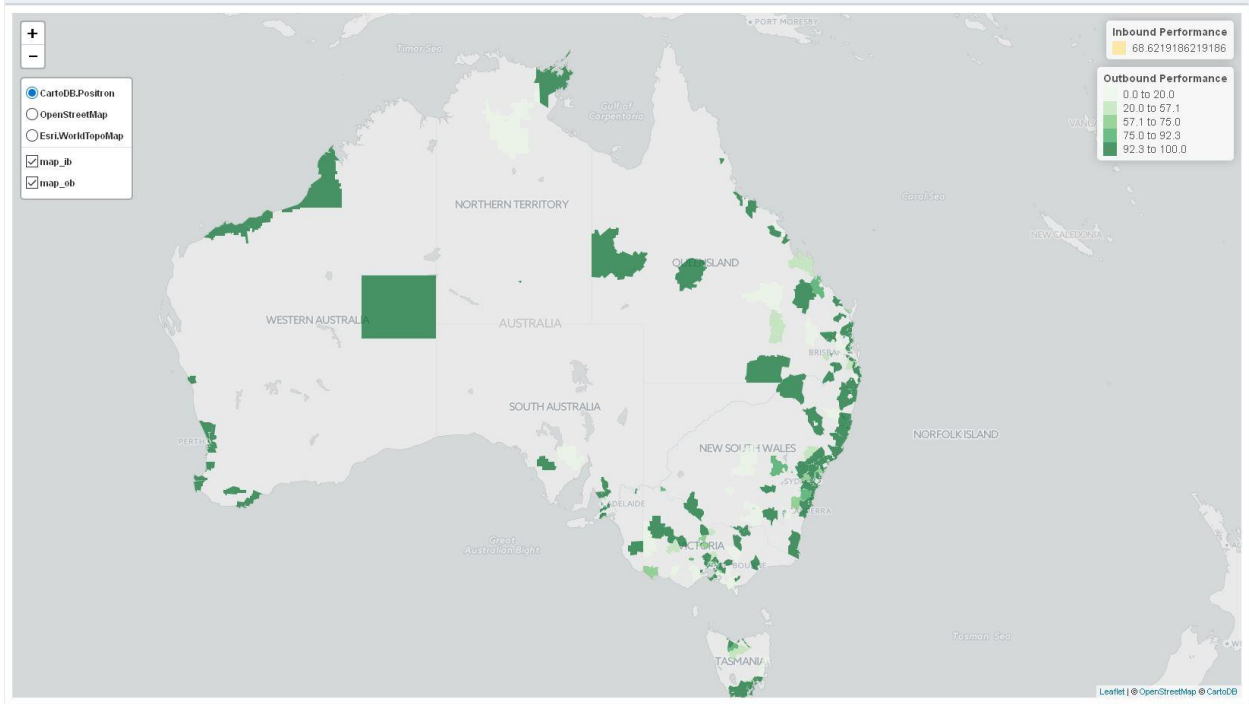 +
−
CartoDB.Positron
OpenStreetMap
Esri.WorldTopoMap
map_ib
map_ob
Inbound Performance
68.6219186219186
Outbound Performance
0.0 to 20.0
20.0 to 57.1
57.1 to 75.0
75.0 to 92.3
92.3 to 100.0
PORT MORESBY
Timor Sea
Gulf of
Carpentaria
Coral Sea
NORTHERN TERRITORY
NEW CALEDONIA
QUEENSLAND
WESTERN AUSTRALIA
AUSTRALIA
SOUTH AUSTRALIA
NORFOLK ISLAND
PERTH
NEW SOUTH WALES
ADELAIDE
Great
Australian Bight
VICTORIA
Tasman Sea
TASMANIA
Leaflet | © OpenStreetMap © CartoDB